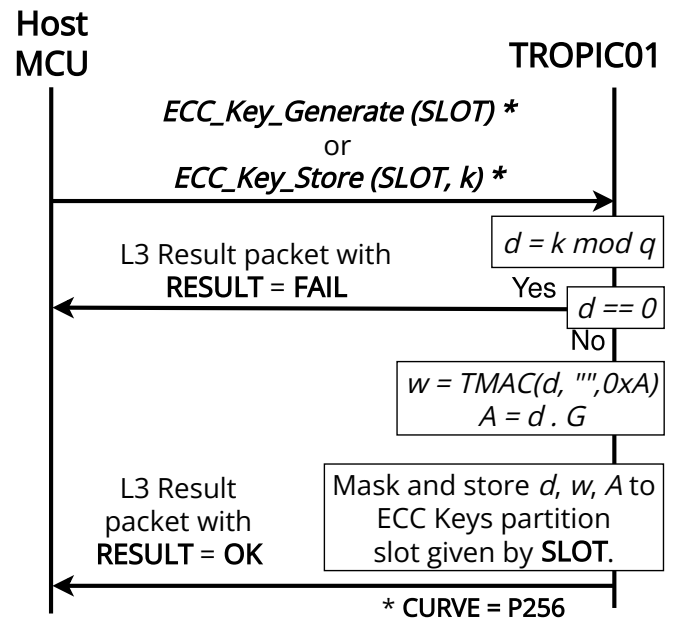 Host
MCU
TROPIC01
ECC_Key_Generate (SLOT) *
or
ECC_Key_Store (SLOT, k) *
d = k mod q
L3 Result packet with
RESULT = FAIL
Yes
d == 0
No
w = TMAC(d, "",0xA)
A = d . G
Mask and store d, w, A to
ECC Keys partition
slot given by SLOT.
L3 Result
packet with
RESULT = OK
* CURVE = P256